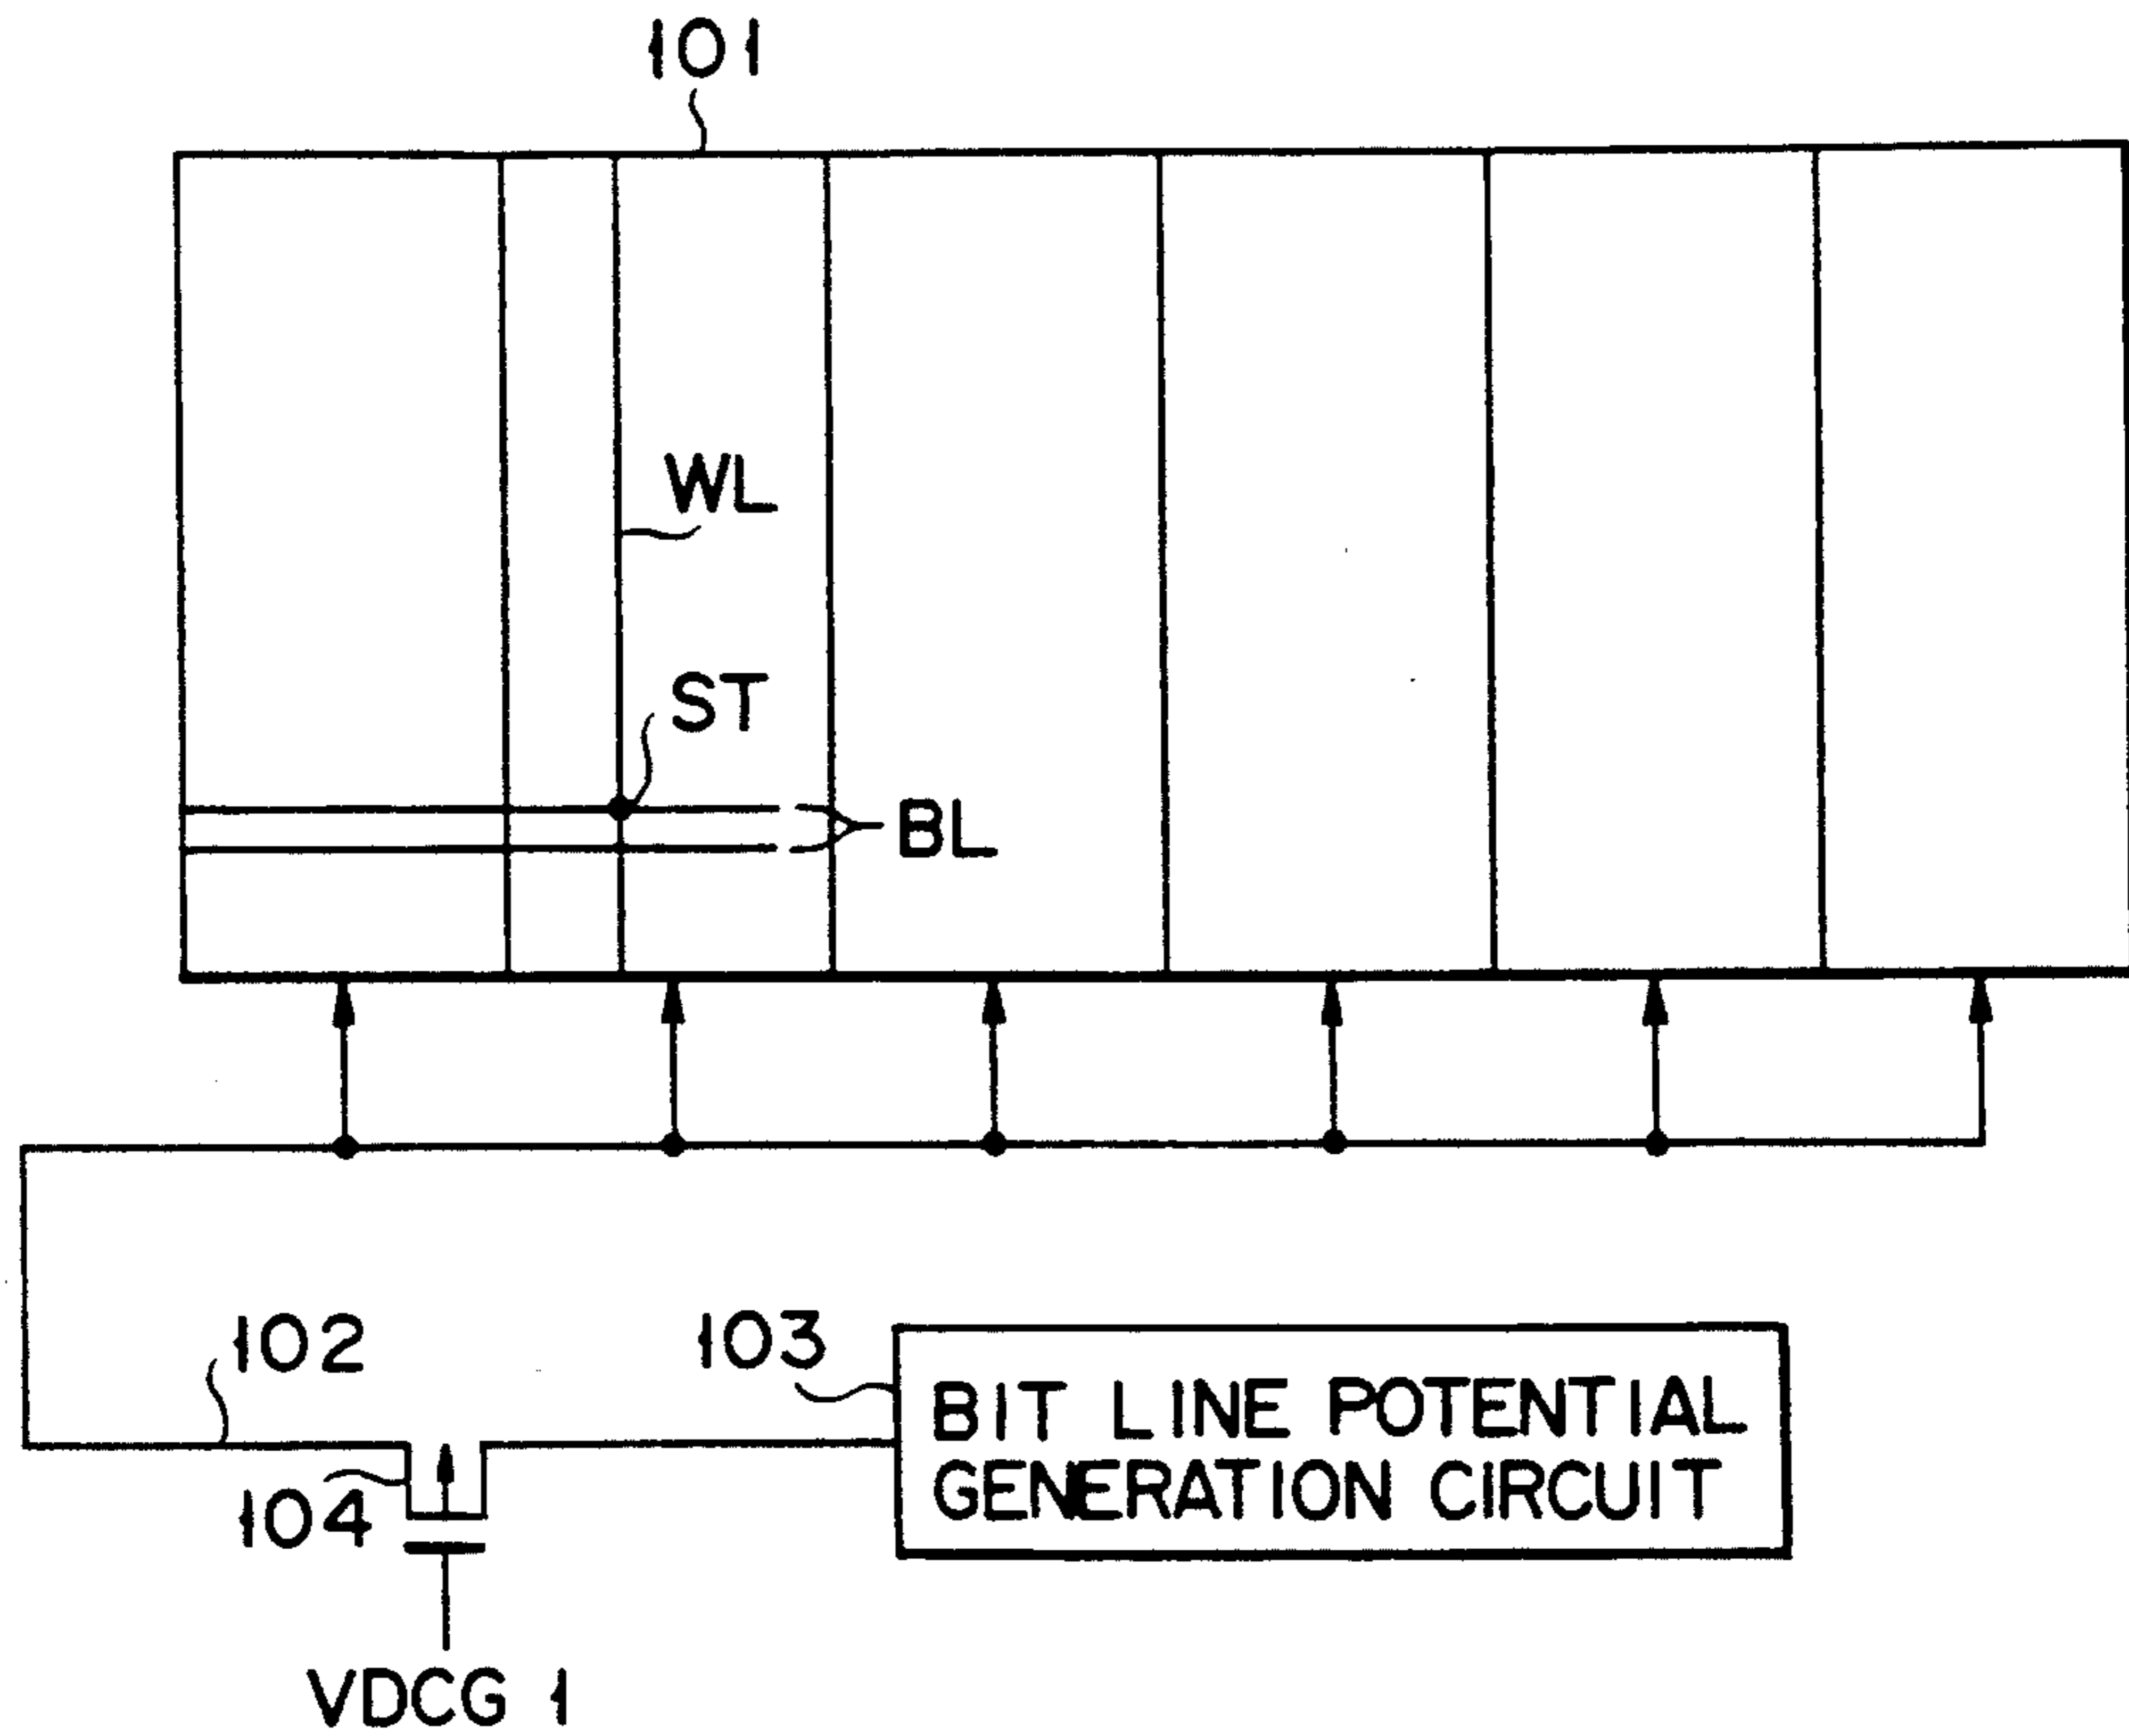 101
WL
ST
BL
102
103
BIT LINE POTENTIAL
GENERATION CIRCUIT
104
VDCG 1